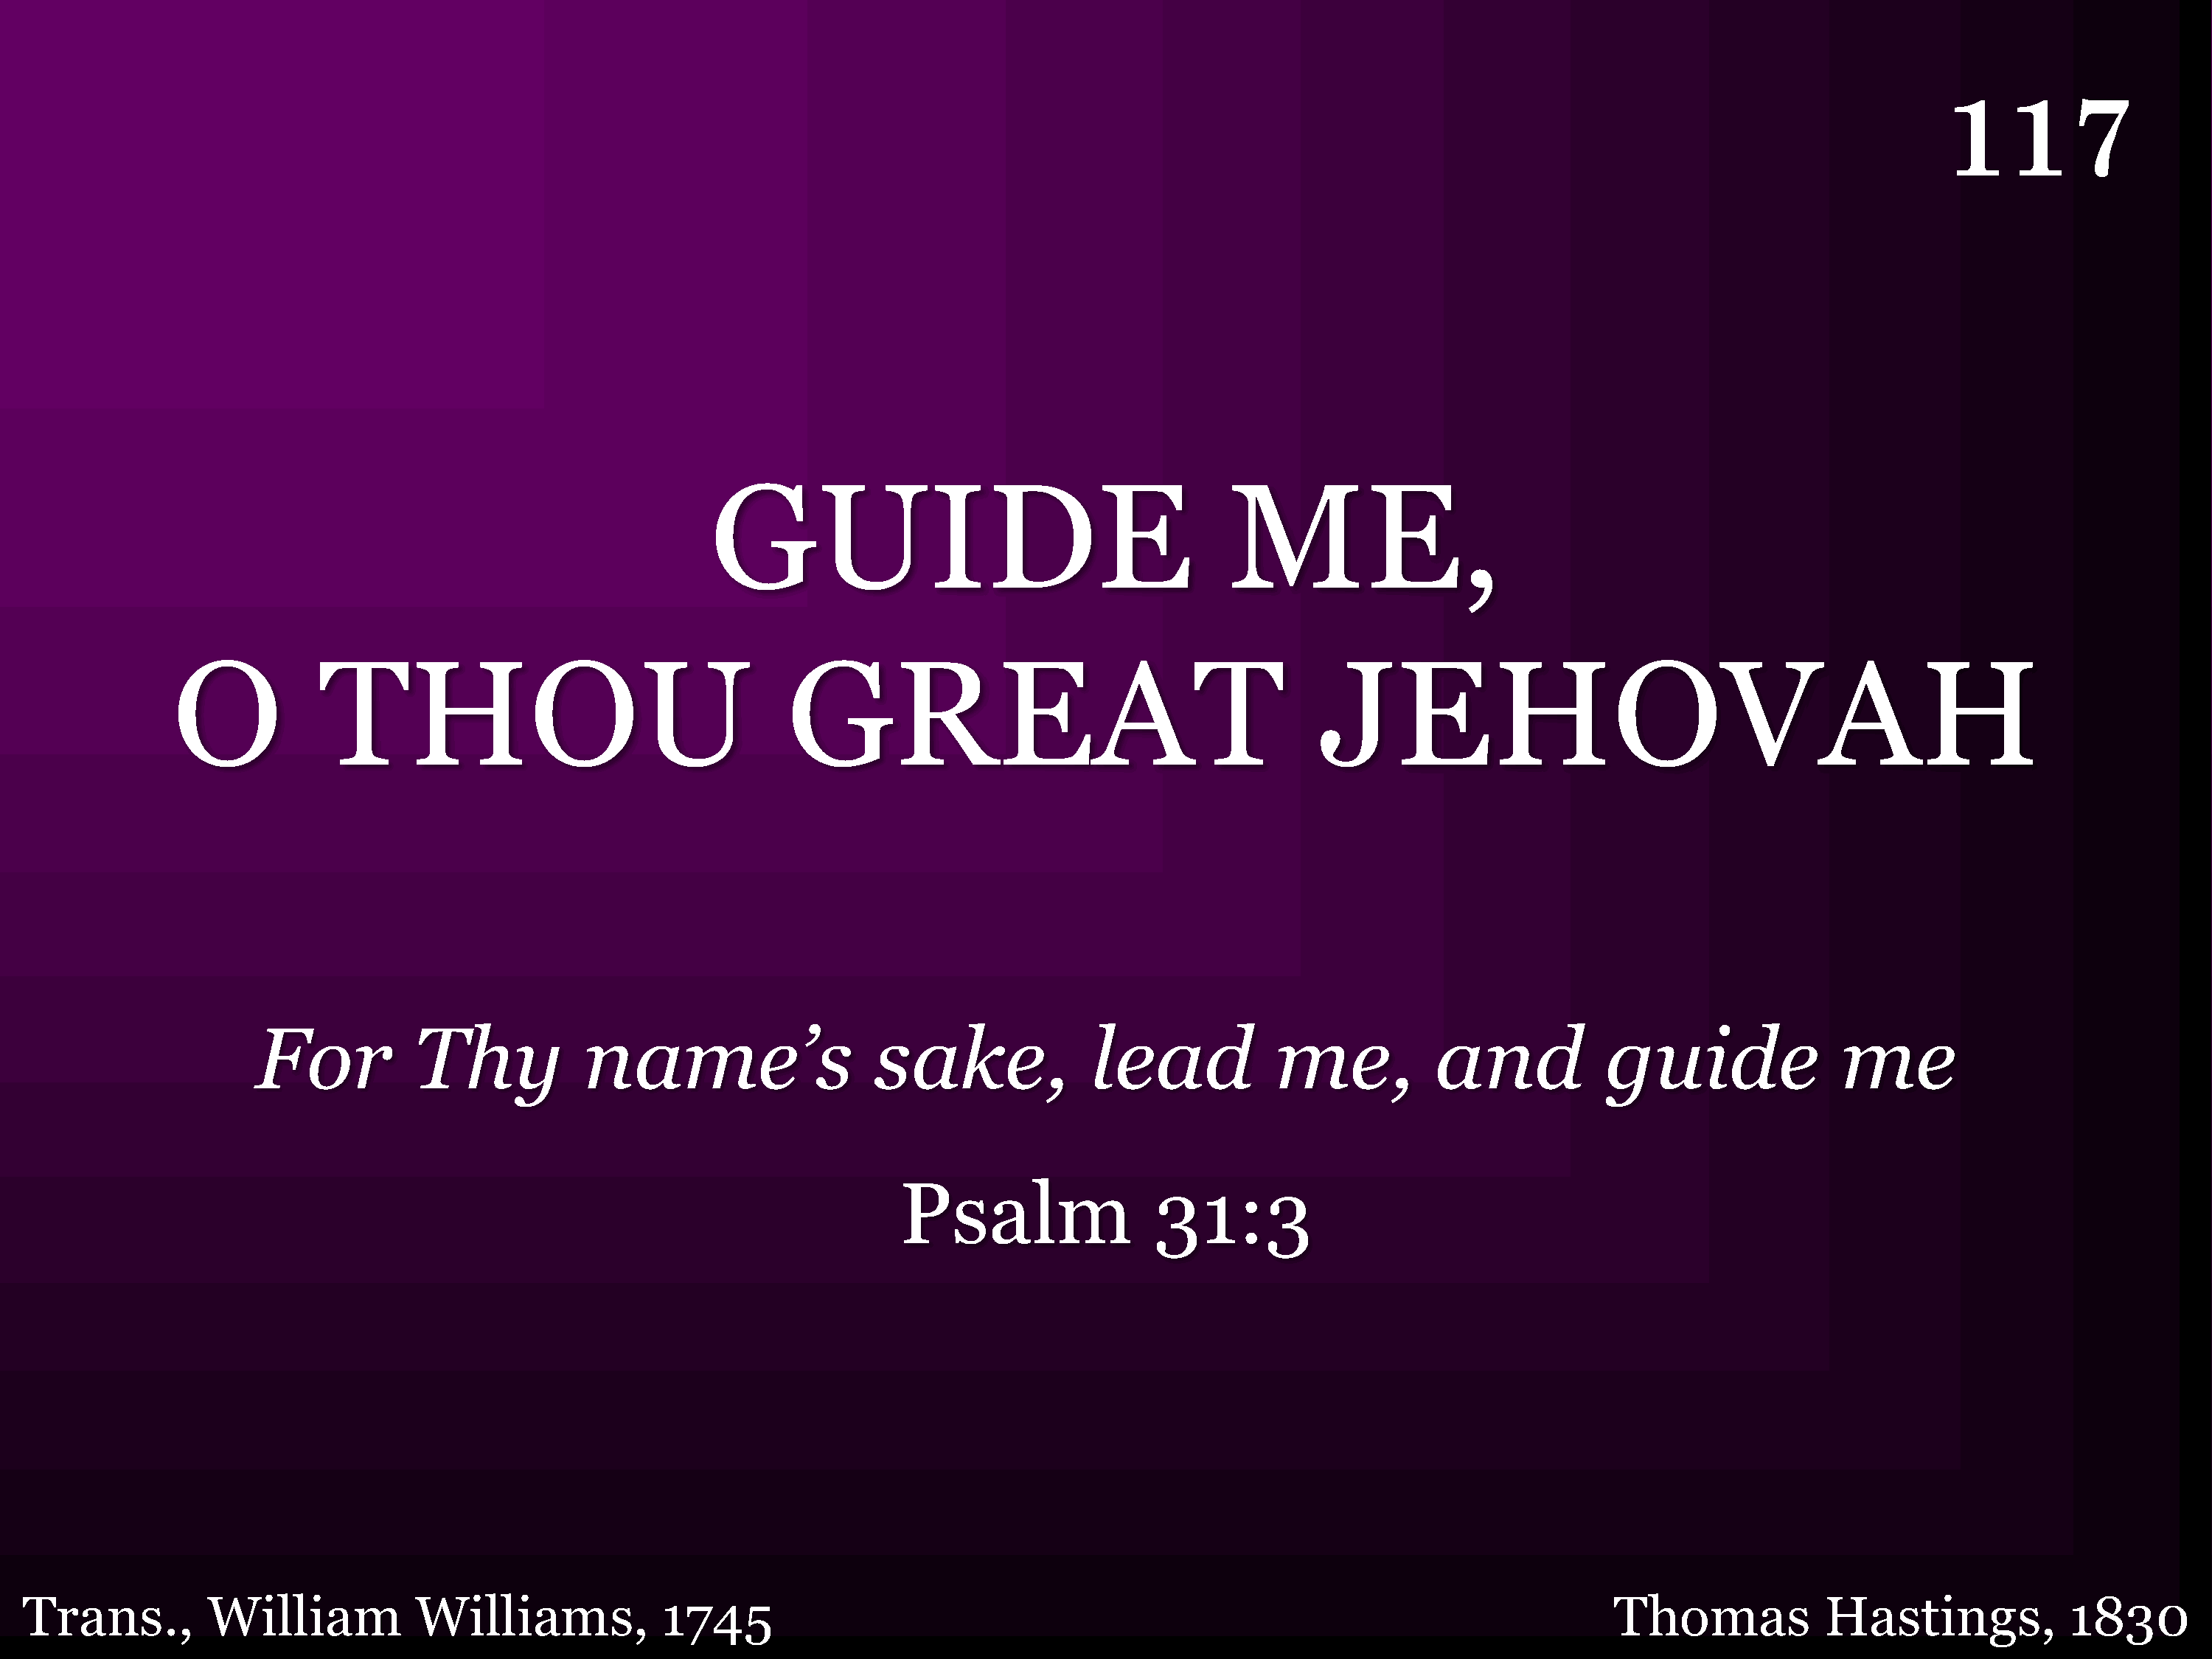 117
GUIDE ME,
O THOU GREAT JEHOVAH
For Thy name’s sake, lead me, and guide me
Psalm 31:3
Trans., William Williams, 1745
Thomas Hastings, 1830